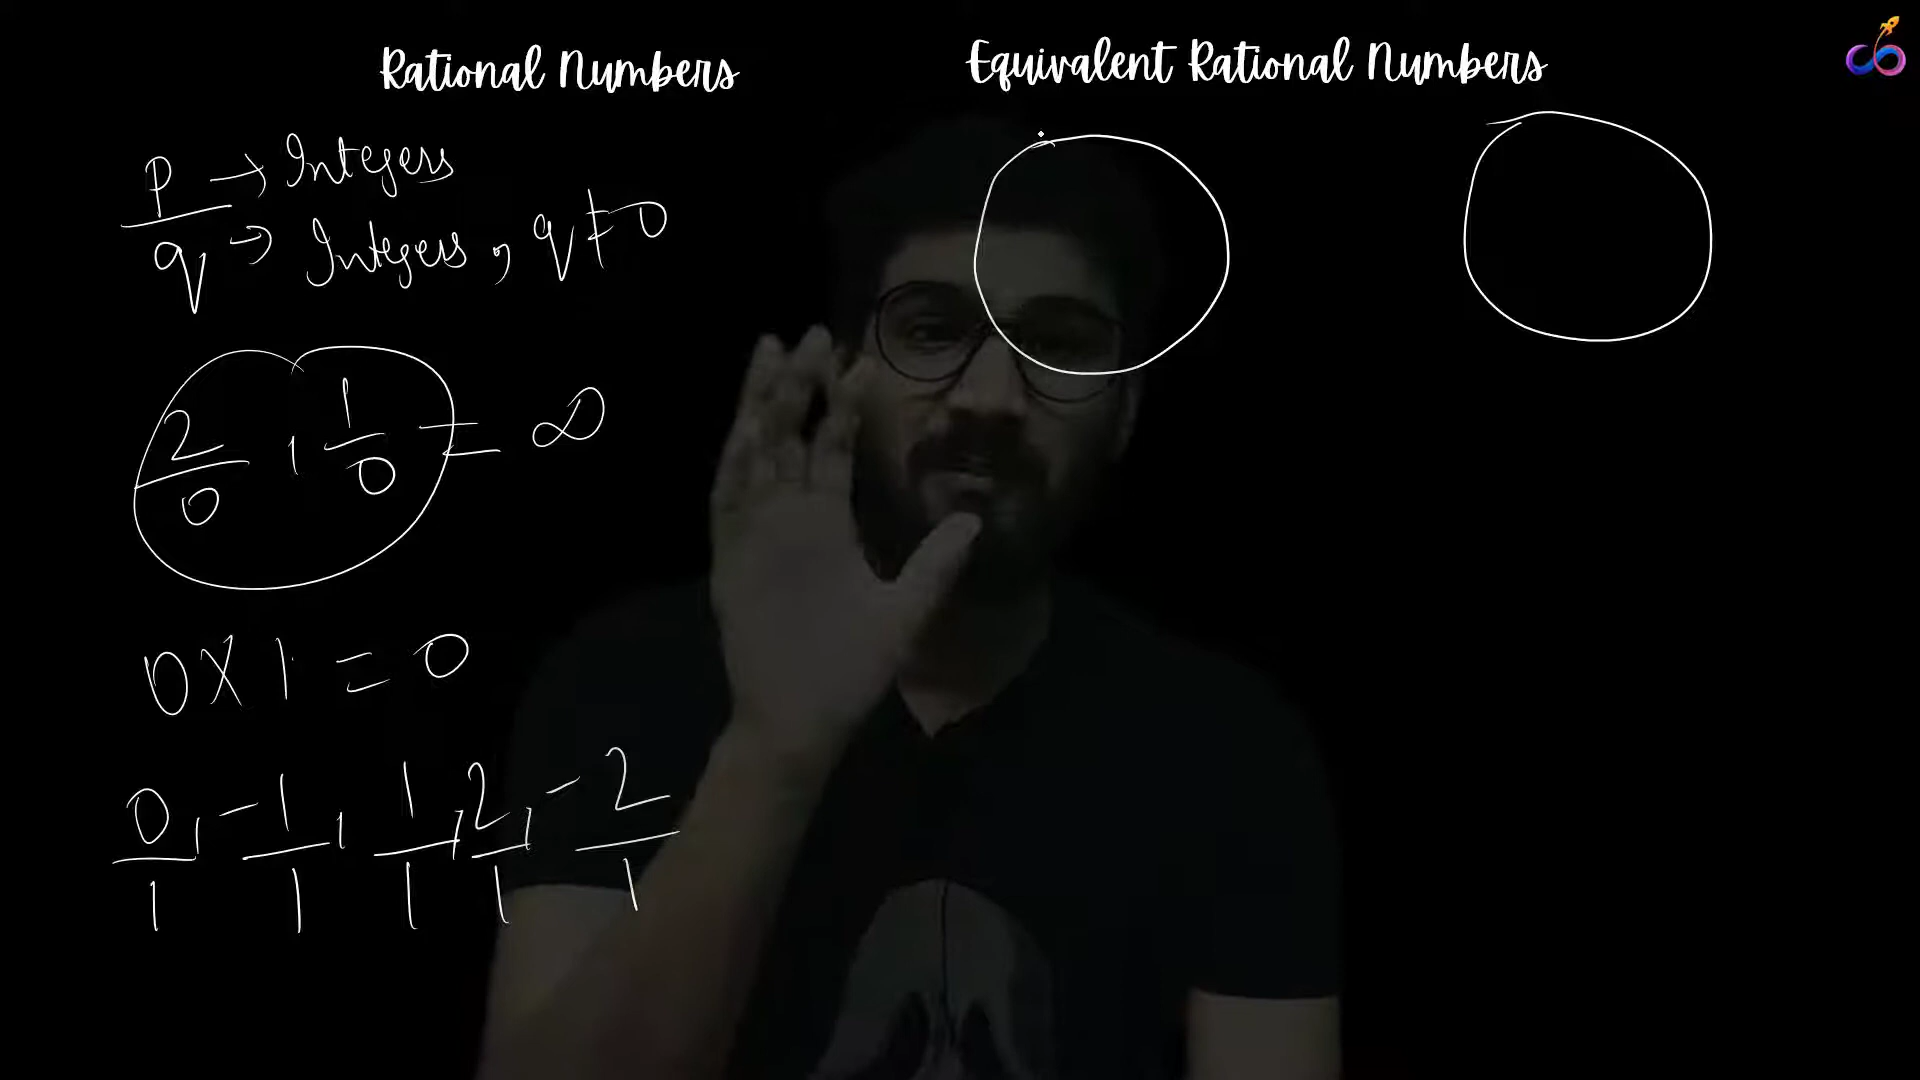 Rational Numbers
Equivalent Rational Numbers
p → Integers
q → Integers, q ≠ 0
2/0, 1/0 = ∞
0 X 1 = 0
0/1, -1/1, 1/1, 2/1, -2/1